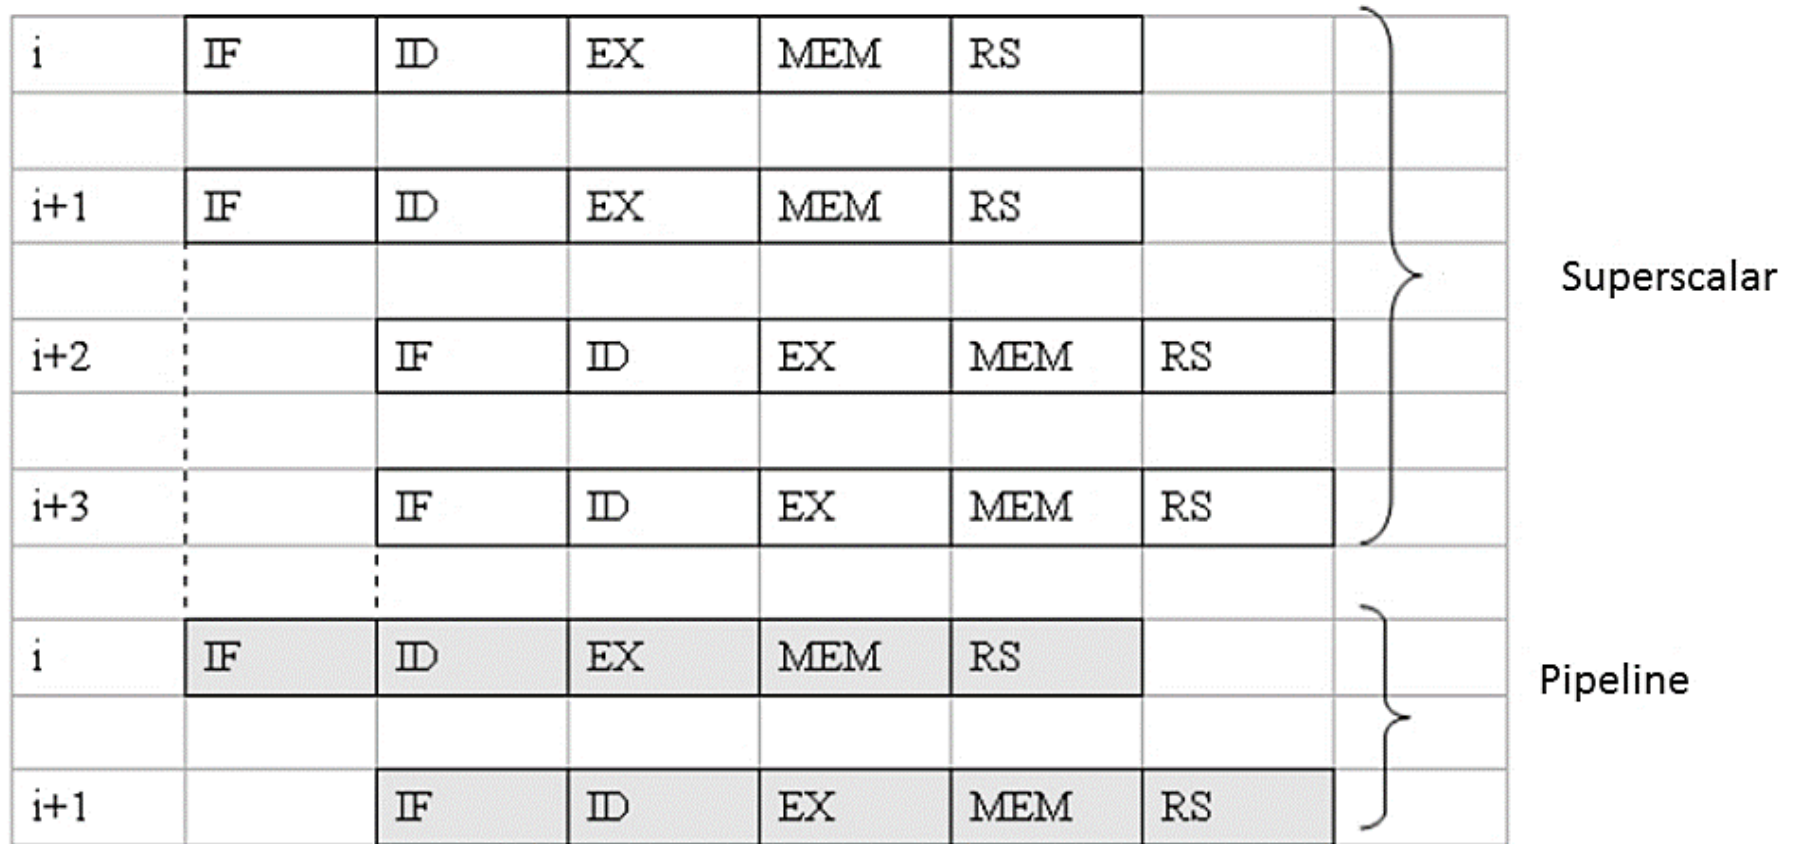 i IF ID EX MEM RS
i+1 IF ID EX MEM RS
Superscalar
i+2 IF ID EX MEM RS
i+3 IF ID EX MEM RS
i IF ID EX MEM RS
Pipeline
i+1 IF ID EX MEM RS